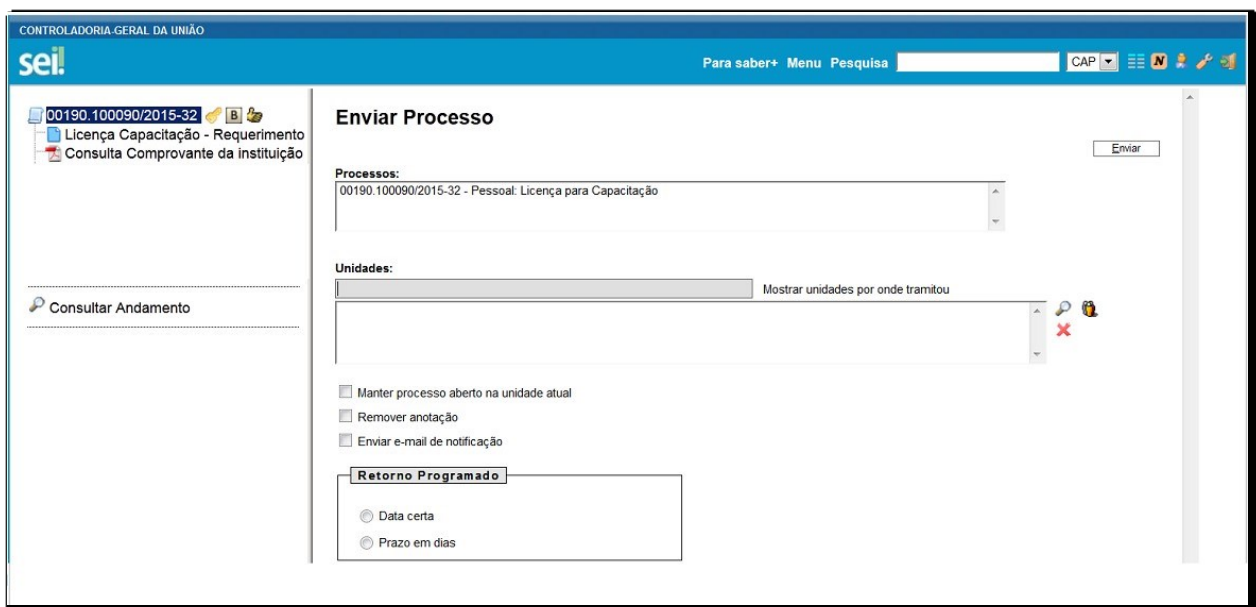 CONTROLADORIA-GERAL DA UNIÃO
sei!
Para saber+ Menu Pesquisa
CAP
N
00190.100090/2015-32
B
Licença Capacitação - Requerimento
Consulta Comprovante da instituição
Consultar Andamento
Enviar Processo
Enviar
Processos:
00190.100090/2015-32 - Pessoal: Licença para Capacitação
Unidades:
Mostrar unidades por onde tramitou
Manter processo aberto na unidade atual
Remover anotação
Enviar e-mail de notificação
Retorno Programado
Data certa
Prazo em dias